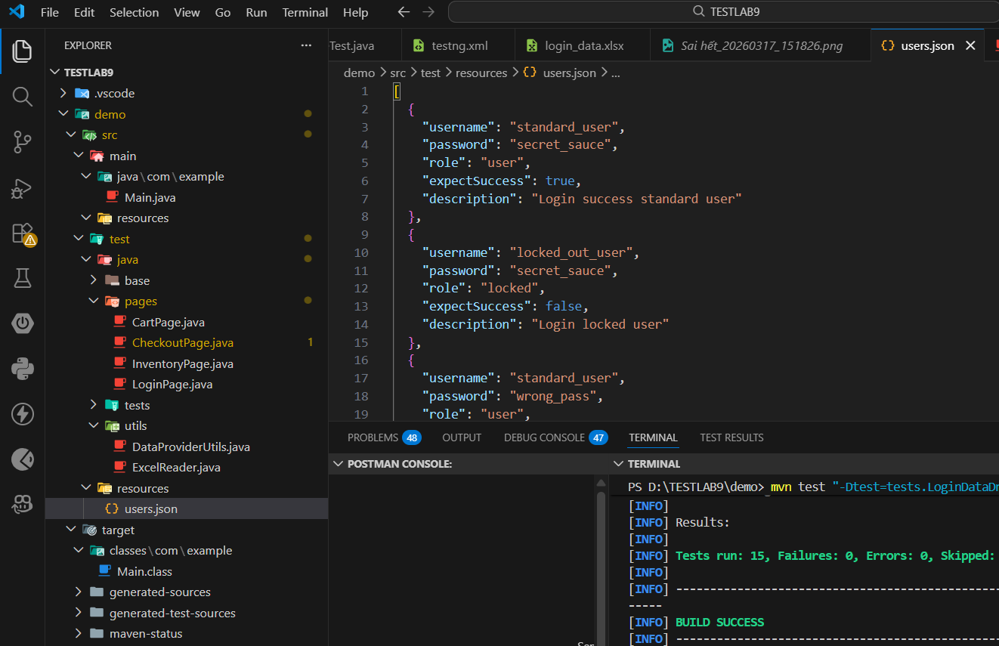 File Edit Selection View Go Run Terminal Help
TESTLAB9
EXPLORER
Test.java
testng.xml
login_data.xlsx
Sai hết_20260317_151826.png
users.json
TESTLAB9
.vscode
demo
src
main
java\com\example
Main.java
resources
test
java
base
pages
CartPage.java
CheckoutPage.java 1
InventoryPage.java
LoginPage.java
tests
utils
DataProviderUtils.java
ExcelReader.java
resources
users.json
target
classes\com\example
Main.class
generated-sources
generated-test-sources
maven-status
demo > src > test > resources > {} users.json > ...
1 [
2 {
3 "username": "standard_user",
4 "password": "secret_sauce",
5 "role": "user",
6 "expectSuccess": true,
7 "description": "Login success standard user"
8 },
9 {
10 "username": "locked_out_user",
11 "password": "secret_sauce",
12 "role": "locked",
13 "expectSuccess": false,
14 "description": "Login locked user"
15 },
16 {
17 "username": "standard_user",
18 "password": "wrong_pass",
19 "role": "user",
PROBLEMS 48 OUTPUT DEBUG CONSOLE 47 TERMINAL TEST RESULTS
POSTMAN CONSOLE:
TERMINAL
PS D:\TESTLAB9\demo> mvn test "-Dtest=tests.LoginDataDr
[INFO]
[INFO] Results:
[INFO]
[INFO] Tests run: 15, Failures: 0, Errors: 0, Skipped:
[INFO]
[INFO] ------------------------------------------------
-----
[INFO] BUILD SUCCESS
[INFO] ------------------------------------------------